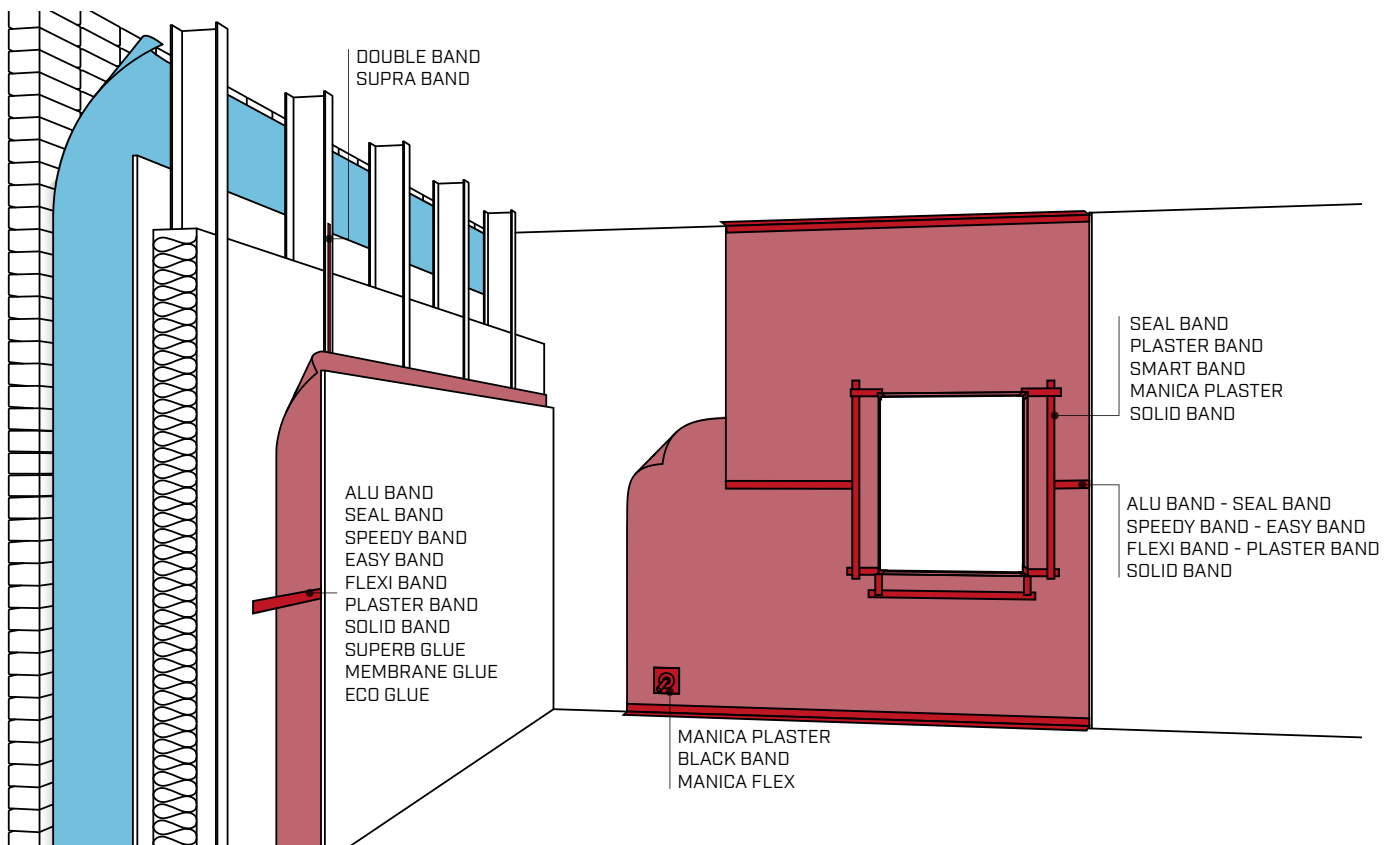 DOUBLE BAND
SUPRA BAND
SEAL BAND
PLASTER BAND
SMART BAND
MANICA PLASTER
SOLID BAND
ALU BAND
SEAL BAND
SPEEDY BAND
EASY BAND
FLEXI BAND
PLASTER BAND
SOLID BAND
SUPERB GLUE
MEMBRANE GLUE
ECO GLUE
ALU BAND - SEAL BAND
SPEEDY BAND - EASY BAND
FLEXI BAND - PLASTER BAND
SOLID BAND
MANICA PLASTER
BLACK BAND
MANICA FLEX